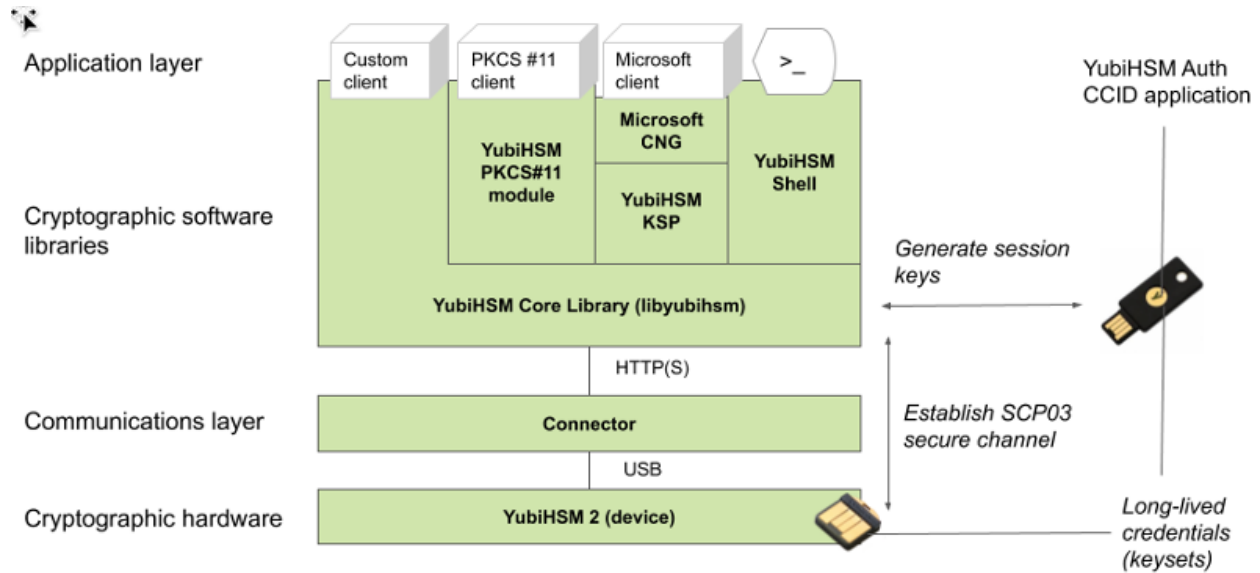 Application layer
Custom
client
PKCS #11
client
Microsoft
client
>_
YubiHSM Auth
CCID application
Microsoft
CNG
YubiHSM
PKCS#11
module
YubiHSM
KSP
YubiHSM
Shell
Cryptographic software
libraries
Generate session
keys
YubiHSM Core Library (libyubihsm)
HTTP(S)
Communications layer
Connector
Establish SCP03
secure channel
USB
Cryptographic hardware
YubiHSM 2 (device)
Long-lived
credentials
(keysets)